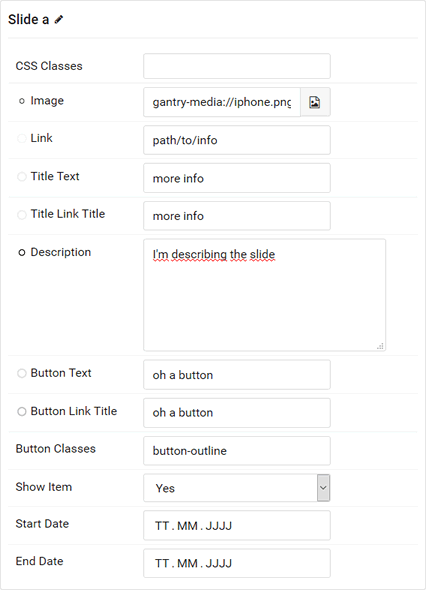 Slide a
CSS Classes
Image gantry-media://iphone.png
Link path/to/info
Title Text more info
Title Link Title more info
Description I'm describing the slide
Button Text oh a button
Button Link Title oh a button
Button Classes button-outline
Show Item Yes
Start Date TT . MM . JJJJ
End Date TT . MM . JJJJ